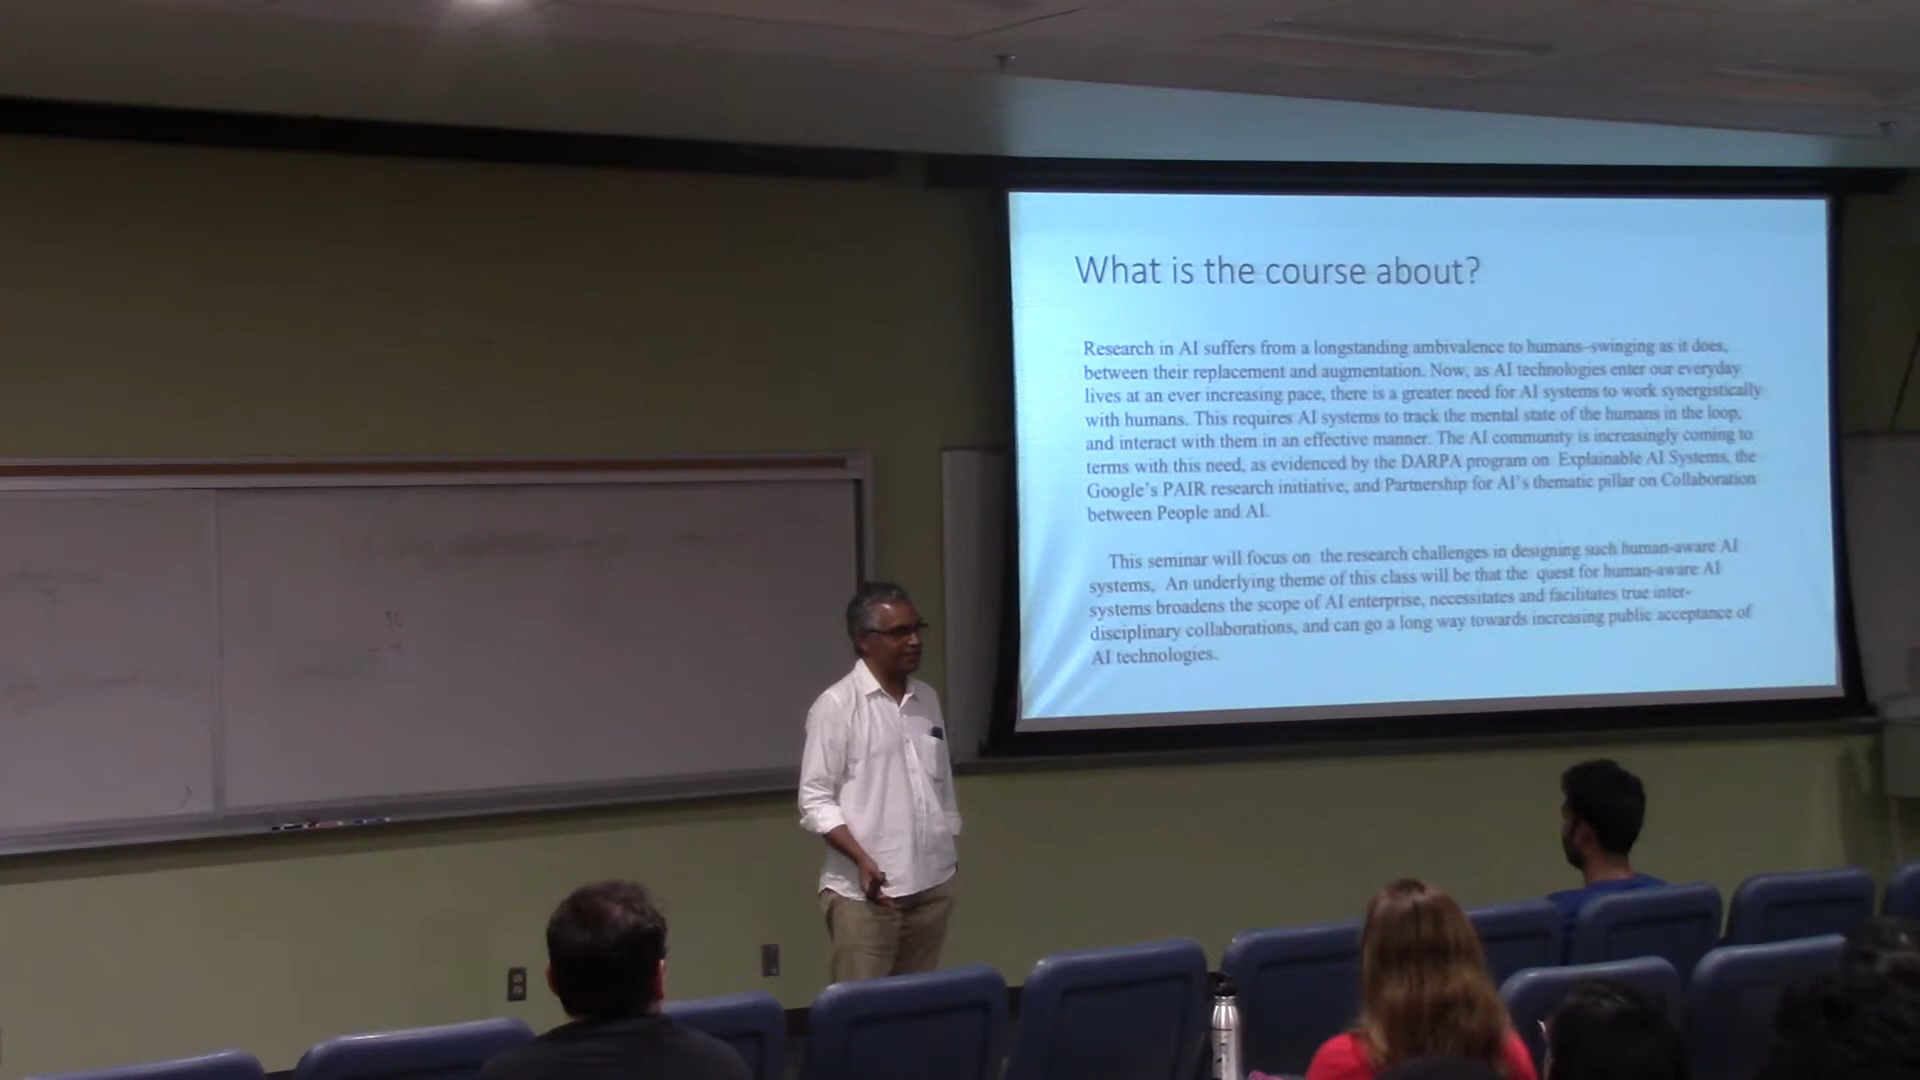 What is the course about?
Research in AI suffers from a longstanding ambivalence to humans–swinging as it does,
between their replacement and augmentation. Now, as AI technologies enter our everyday
lives at an ever increasing pace, there is a greater need for AI systems to work synergistically
with humans. This requires AI systems to track the mental state of the humans in the loop,
and interact with them in an effective manner. The AI community is increasingly coming to
terms with this need, as evidenced by the DARPA program on Explainable AI Systems, the
Google's PAIR research initiative, and Partnership for AI's thematic pillar on Collaboration
between People and AI.
This seminar will focus on the research challenges in designing such human-aware AI
systems, An underlying theme of this class will be that the quest for human-aware AI
systems broadens the scope of AI enterprise, necessitates and facilitates true inter-
disciplinary collaborations, and can go a long way towards increasing public acceptance of
AI technologies.